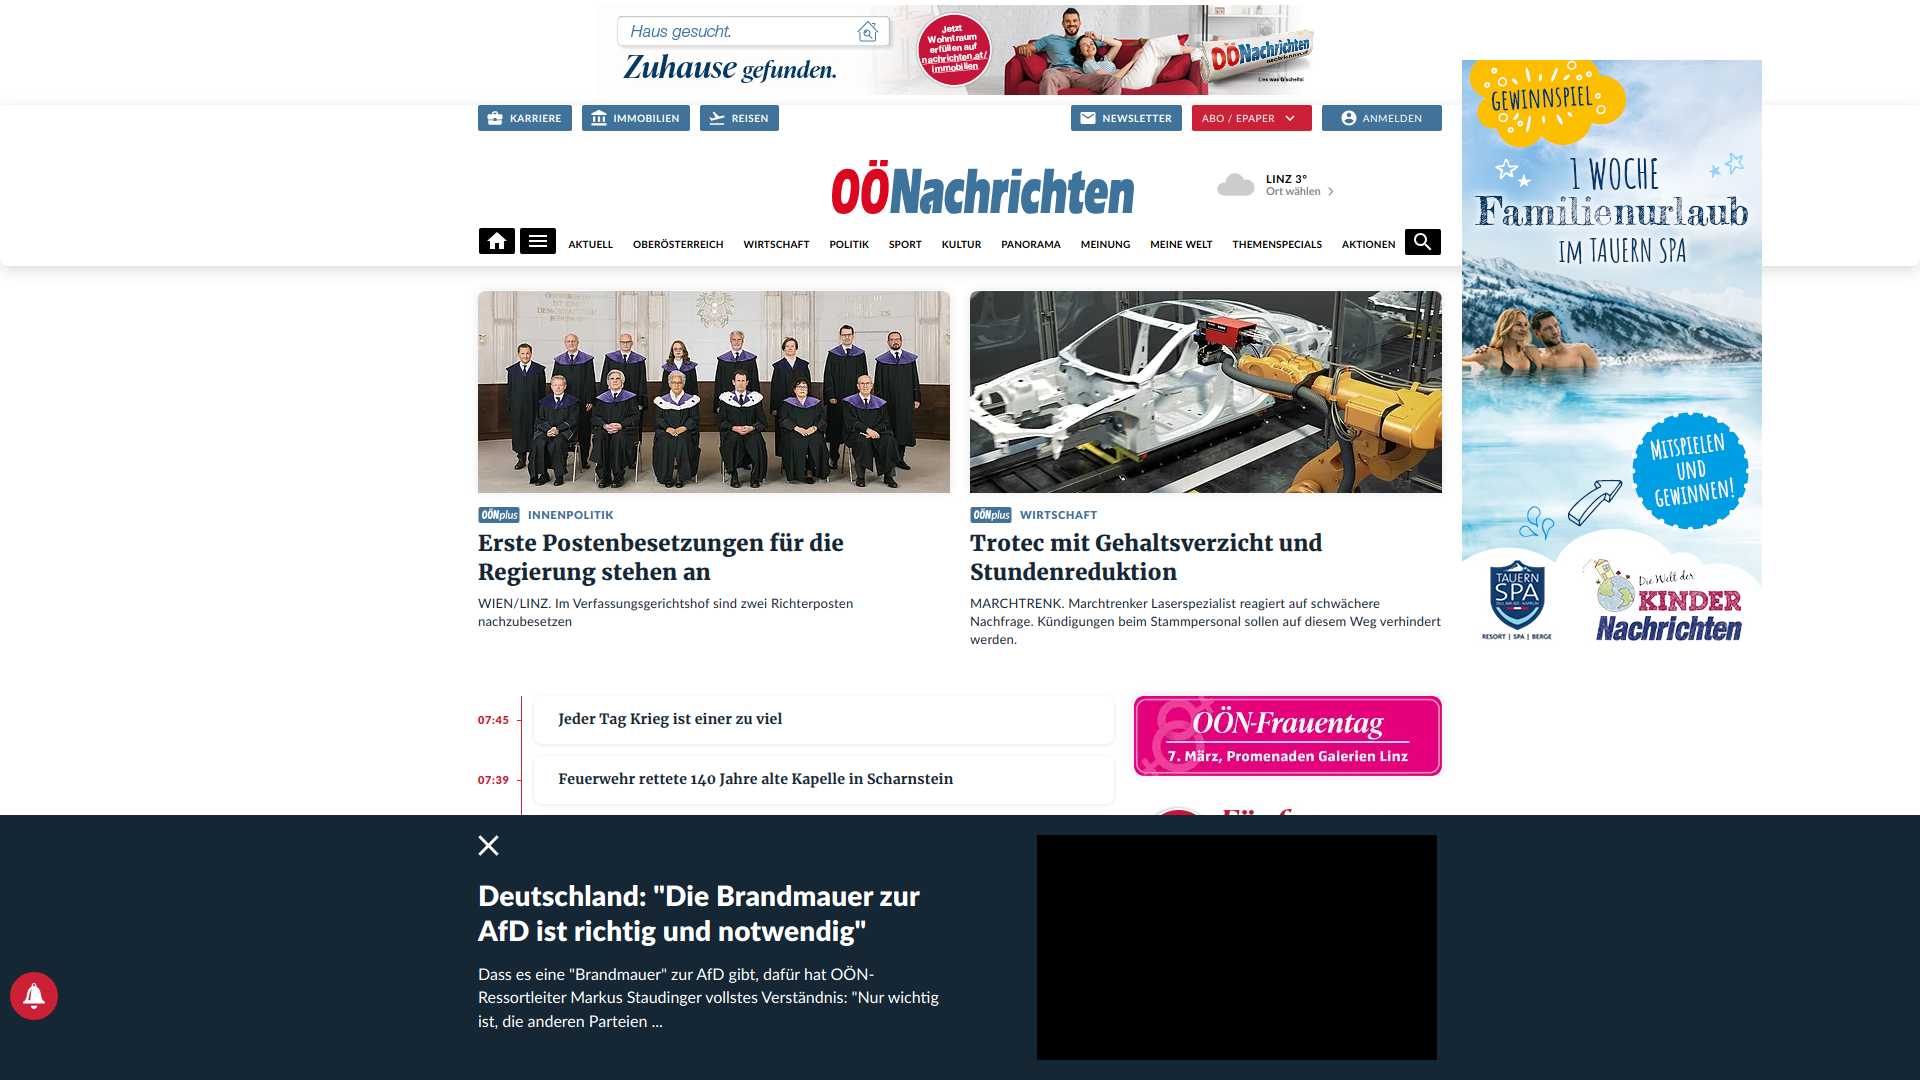 Haus gesucht.
Zuhause gefunden.
Jetzt
Wohntraum
erfüllen auf
nachrichten.at/
immobilien
OÖNachrichten
KARRIERE
IMMOBILIEN
REISEN
NEWSLETTER
ABO / EPAPER
ANMELDEN
OÖNachrichten
LINZ 3°
Ort wählen
AKTUELL
OBERÖSTERREICH
WIRTSCHAFT
POLITIK
SPORT
KULTUR
PANORAMA
MEINUNG
MEINE WELT
THEMENSPECIALS
AKTIONEN
GEWINNSPIEL
1 WOCHE
Familienurlaub
IM TAUERN SPA
MITSPIELEN
UND
GEWINNEN!
TAUERN
SPA
RESORT | SPA | BERGE
Die Welt der
KINDER
Nachrichten
OÖNplus INNENPOLITIK
Erste Postenbesetzungen für die
Regierung stehen an
WIEN/LINZ. Im Verfassungsgerichtshof sind zwei Richterposten
nachzubesetzen
OÖNplus WIRTSCHAFT
Trotec mit Gehaltsverzicht und
Stundenreduktion
MARCHTRENK. Marchtrenker Laserspezialist reagiert auf schwächere
Nachfrage. Kündigungen beim Stammpersonal sollen auf diesem Weg verhindert
werden.
07:45 Jeder Tag Krieg ist einer zu viel
07:39 Feuerwehr rettete 140 Jahre alte Kapelle in Scharnstein
OÖN-Frauentag
7. März, Promenaden Galerien Linz
Deutschland: "Die Brandmauer zur
AfD ist richtig und notwendig"
Dass es eine "Brandmauer" zur AfD gibt, dafür hat OÖN-
Ressortleiter Markus Staudinger vollstes Verständnis: "Nur wichtig
ist, die anderen Parteien ...